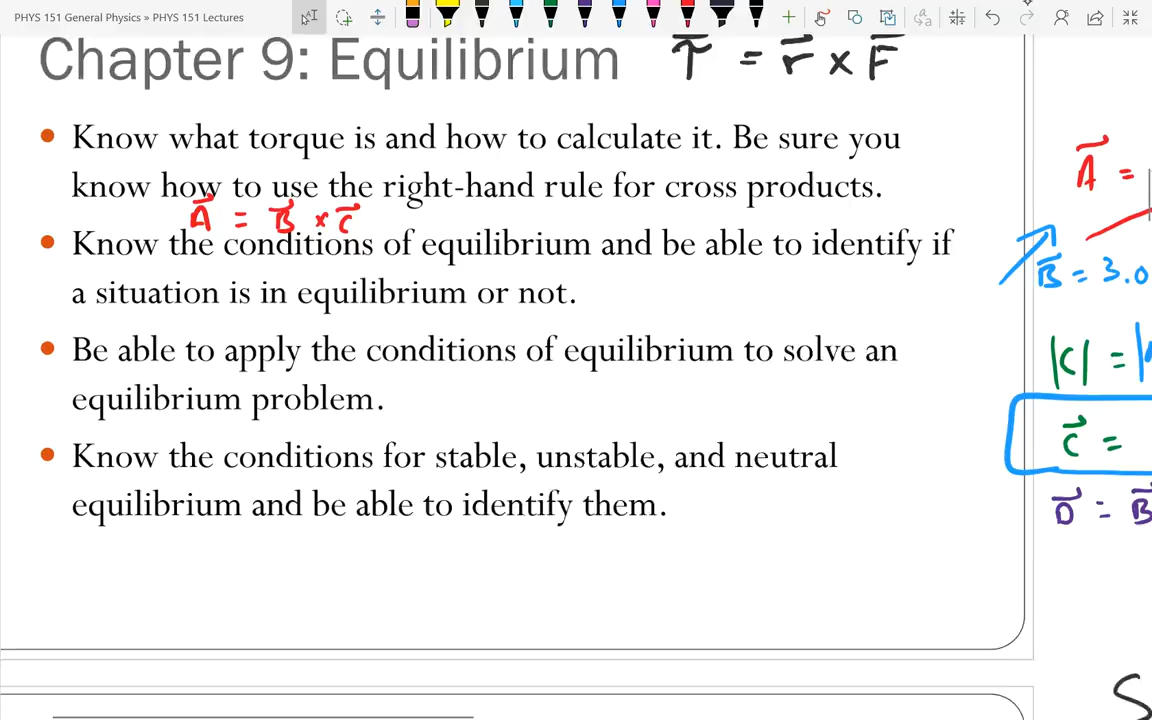 PHYS 151 General Physics » PHYS 151 Lectures
Chapter 9: Equilibrium
τ⃗ = r⃗ × F⃗
• Know what torque is and how to calculate it. Be sure you
know how to use the right-hand rule for cross products.
A⃗ = B⃗ × C⃗
• Know the conditions of equilibrium and be able to identify if
a situation is in equilibrium or not.
• Be able to apply the conditions of equilibrium to solve an
equilibrium problem.
• Know the conditions for stable, unstable, and neutral
equilibrium and be able to identify them.
A⃗ =
B⃗ = 3.0
|C| =
C⃗ =
D⃗ = B⃗